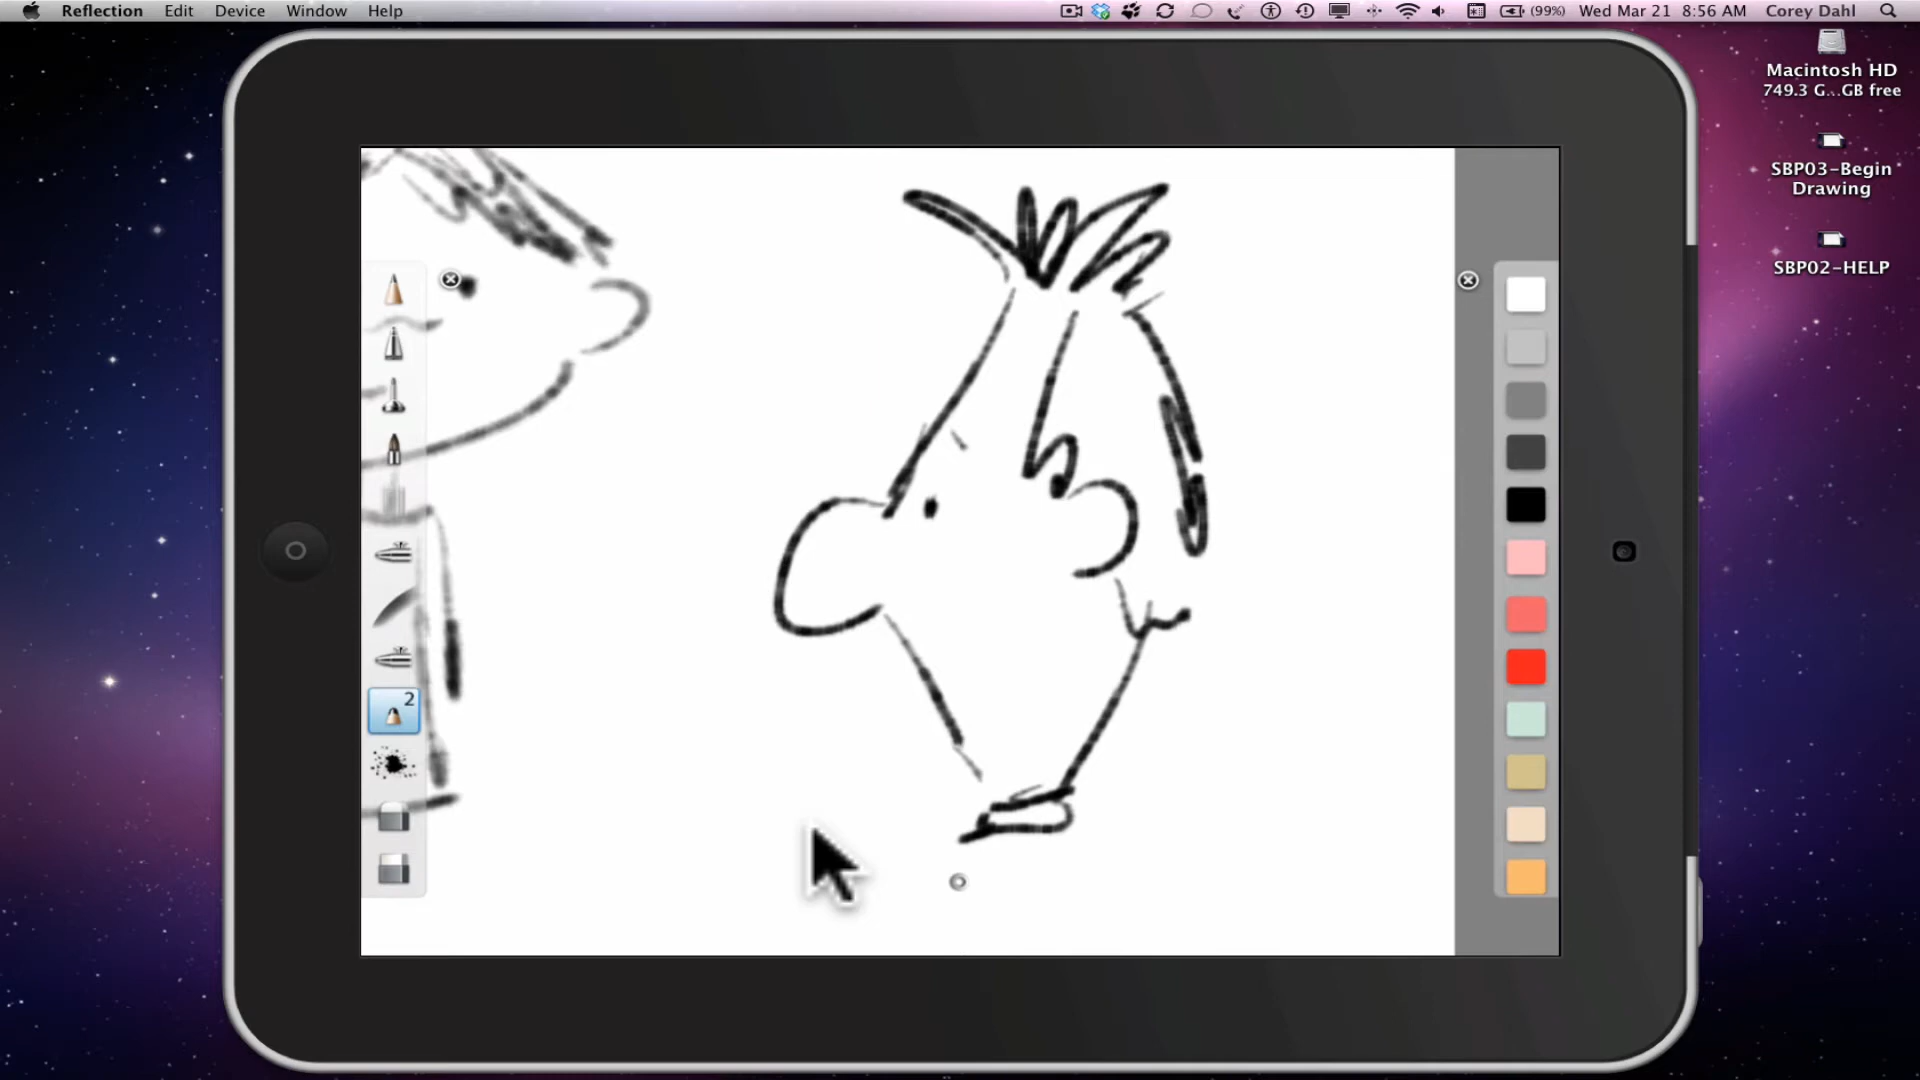 Reflection Edit Device Window Help (99%) Wed Mar 21 8:56 AM Corey Dahl
Macintosh HD
749.3 G...GB free
SBP03-Begin
Drawing
SBP02-HELP
2